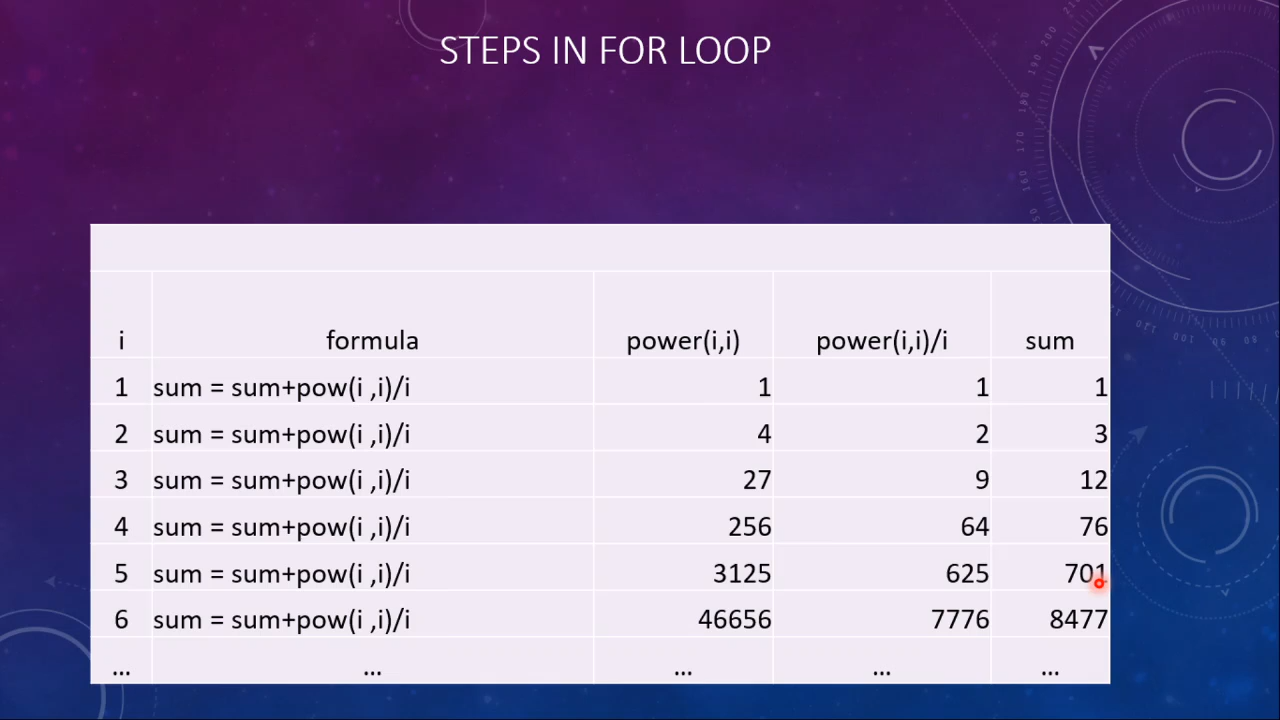 STEPS IN FOR LOOP
i formula power(i,i) power(i,i)/i sum
1 sum = sum+pow(i ,i)/i 1 1 1
2 sum = sum+pow(i ,i)/i 4 2 3
3 sum = sum+pow(i ,i)/i 27 9 12
4 sum = sum+pow(i ,i)/i 256 64 76
5 sum = sum+pow(i ,i)/i 3125 625 701
6 sum = sum+pow(i ,i)/i 46656 7776 8477
... ... ... ... ...